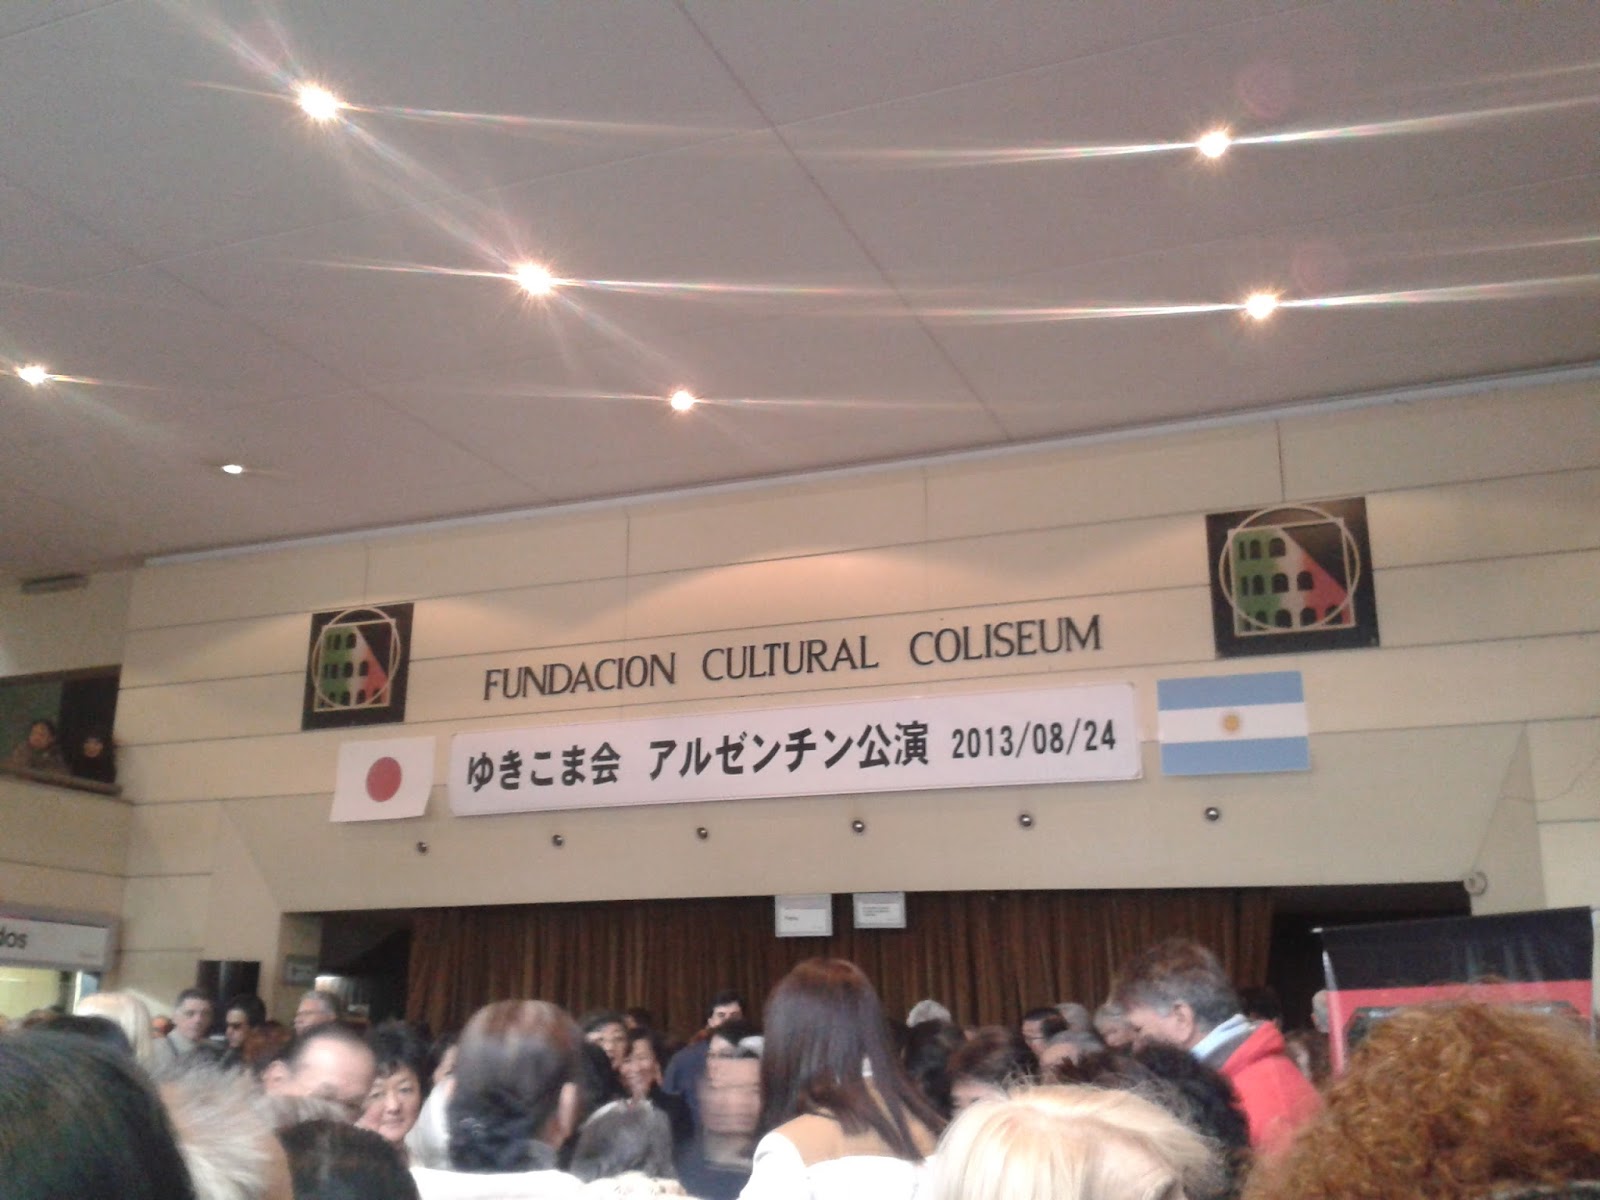 FUNDACION CULTURAL COLISEUM
ゆきこま会 アルゼンチン公演 2013/08/24
dos